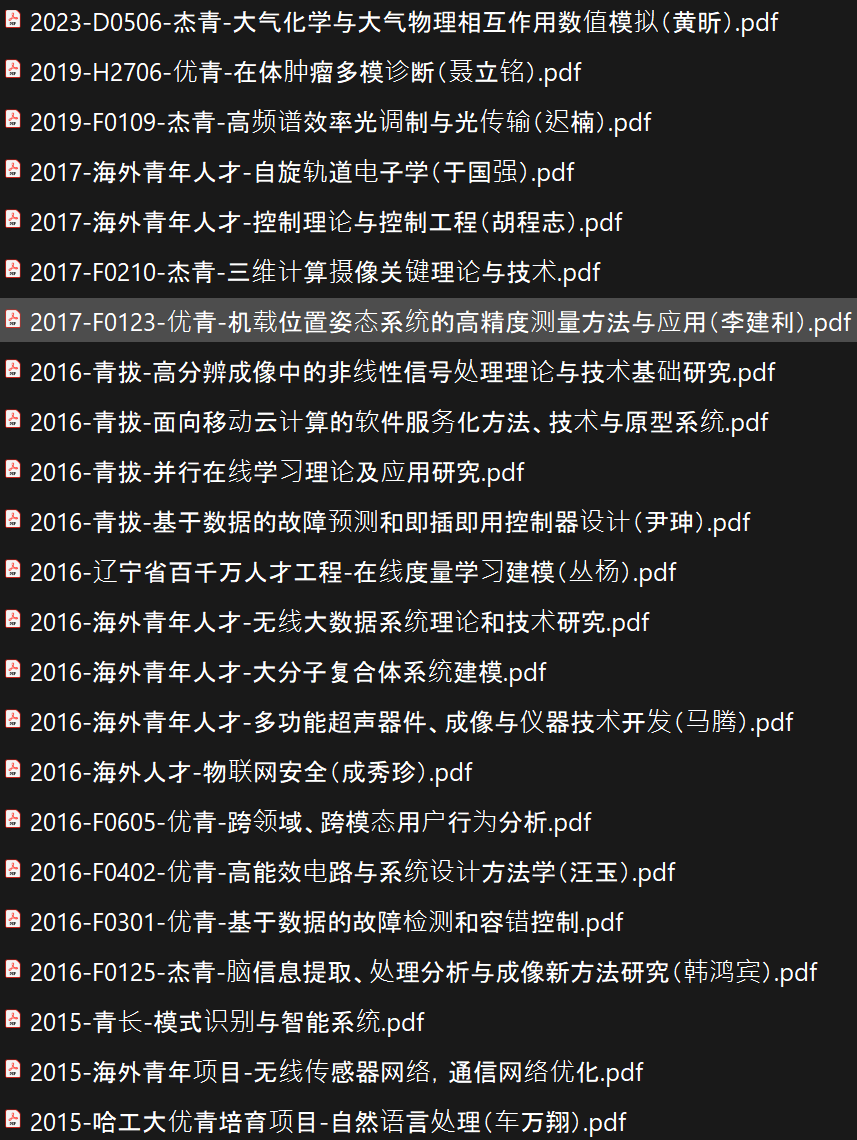 2023-D0506-杰青-大气化学与大气物理相互作用数值模拟(黄昕).pdf
2019-H2706-优青-在体肿瘤多模诊断(聂立铭).pdf
2019-F0109-杰青-高频谱效率光调制与光传输(迟楠).pdf
2017-海外青年人才-自旋轨道电子学(于国强).pdf
2017-海外青年人才-控制理论与控制工程(胡程志).pdf
2017-F0210-杰青-三维计算摄像关键理论与技术.pdf
2017-F0123-优青-机载位置姿态系统的高精度测量方法与应用(李建利).pdf
2016-青拔-高分辨成像中的非线性信号处理理论与技术基础研究.pdf
2016-青拔-面向移动云计算的软件服务化方法、技术与原型系统.pdf
2016-青拔-并行在线学习理论及应用研究.pdf
2016-青拔-基于数据的故障预测和即插即用控制器设计(尹珅).pdf
2016-辽宁省百千万人才工程-在线度量学习建模(丛杨).pdf
2016-海外青年人才-无线大数据系统理论和技术研究.pdf
2016-海外青年人才-大分子复合体系统建模.pdf
2016-海外青年人才-多功能超声器件、成像与仪器技术开发(马腾).pdf
2016-海外人才-物联网安全(成秀珍).pdf
2016-F0605-优青-跨领域、跨模态用户行为分析.pdf
2016-F0402-优青-高能效电路与系统设计方法学(汪玉).pdf
2016-F0301-优青-基于数据的故障检测和容错控制.pdf
2016-F0125-杰青-脑信息提取、处理分析与成像新方法研究(韩鸿宾).pdf
2015-青长-模式识别与智能系统.pdf
2015-海外青年项目-无线传感器网络，通信网络优化.pdf
2015-哈工大优青培育项目-自然语言处理(车万翔).pdf